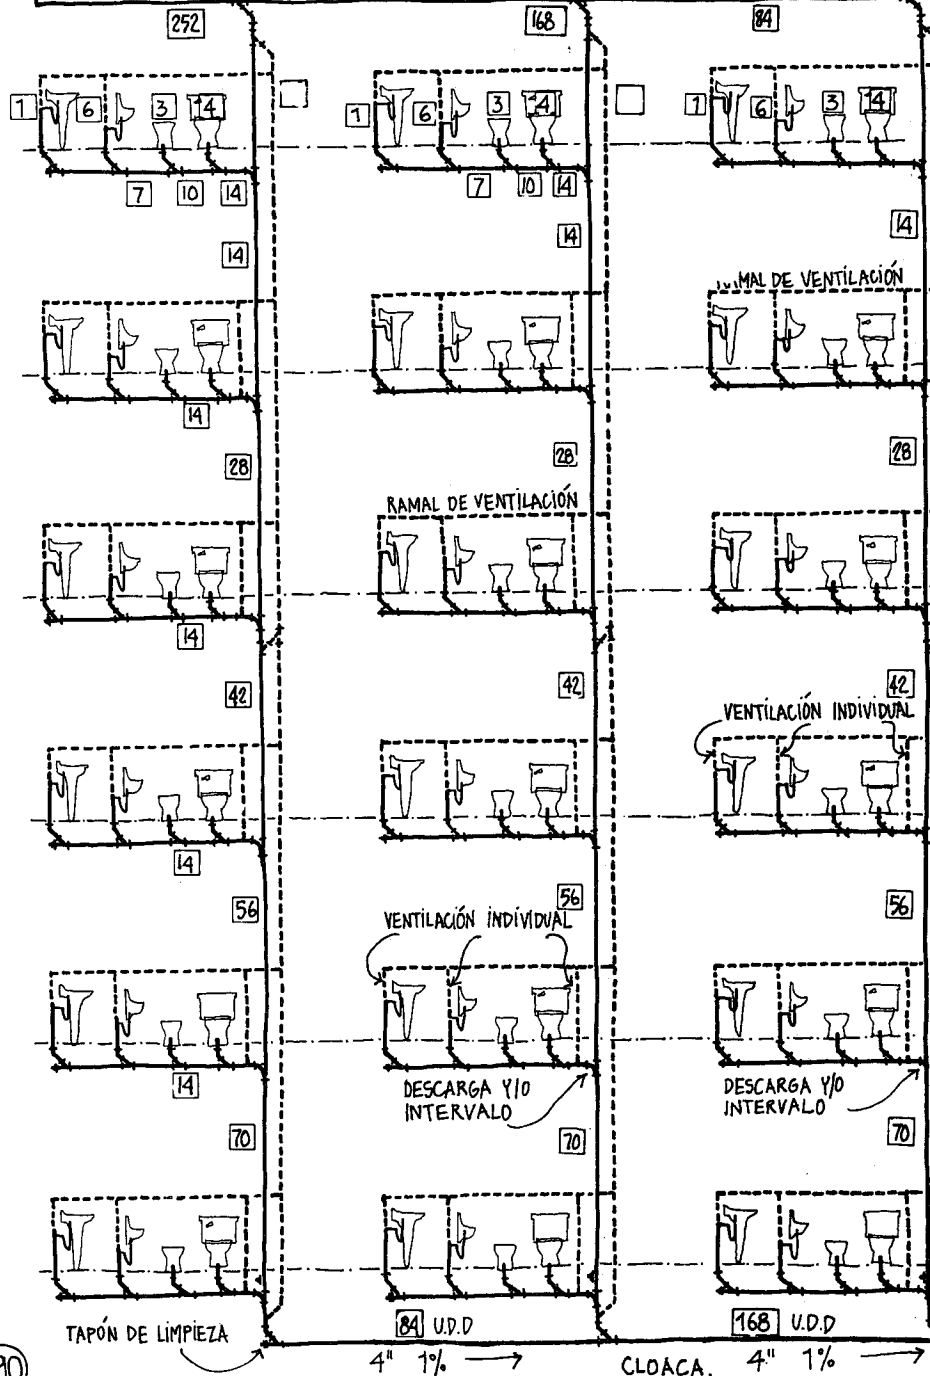 252 168 84
1 6 3 4 1 6 3 4 1 6 3 4
7 10 14 7 10 14
14 14 14
MAL DE VENTILACIÓN
14
28 28 28
RAMAL DE VENTILACIÓN
14
42 42 42
VENTILACIÓN INDIVIDUAL
14
56 56 56
VENTILACIÓN INDIVIDUAL
14
DESCARGA Y/O
INTERVALO
DESCARGA Y/O
INTERVALO
70 70 70
TAPÓN DE LIMPIEZA
84 U.D.D
168 U.D.D
4" 1%
CLOACA.
4" 1%